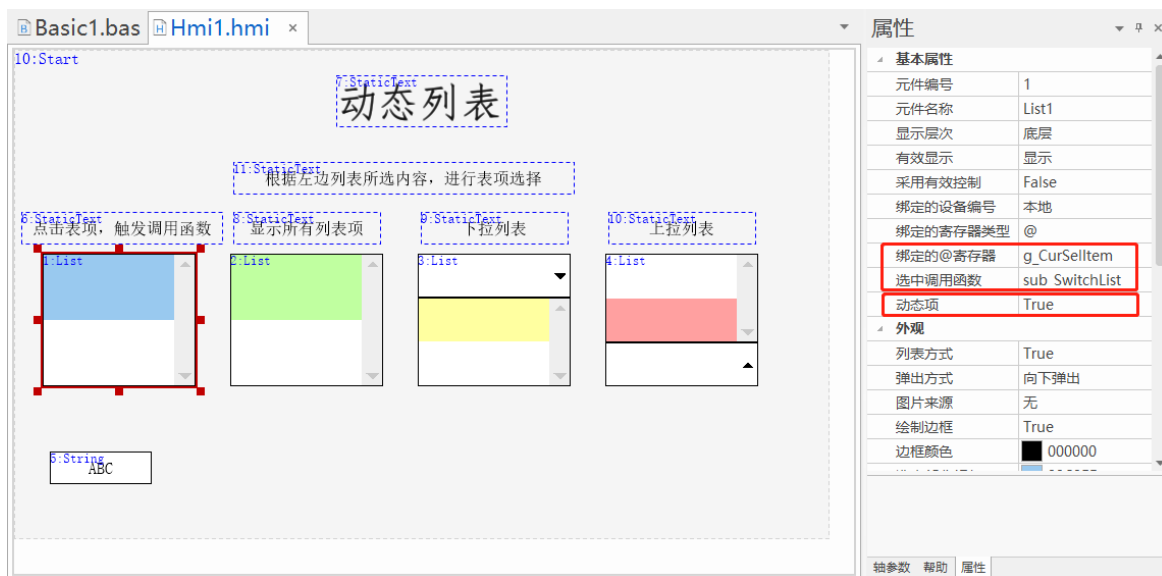 Basic1.bas Hmi1.hmi ×
10:Start
7:StaticText
动态列表
11:StaticText
根据左边列表所选内容，进行表项选择
6:StaticText 8:StaticText 9:StaticText 10:StaticText
点击表项，触发调用函数 显示所有列表项 下拉列表 上拉列表
1:List 2:List 3:List 4:List
5:String
ABC
属性
基本属性
元件编号 1
元件名称 List1
显示层次 底层
有效显示 显示
采用有效控制 False
绑定的设备编号 本地
绑定的寄存器类型 @
绑定的@寄存器 g_CurSelItem
选中调用函数 sub_SwitchList
动态项 True
外观
列表方式 True
弹出方式 向下弹出
图片来源 无
绘制边框 True
边框颜色 000000
轴参数 帮助 属性